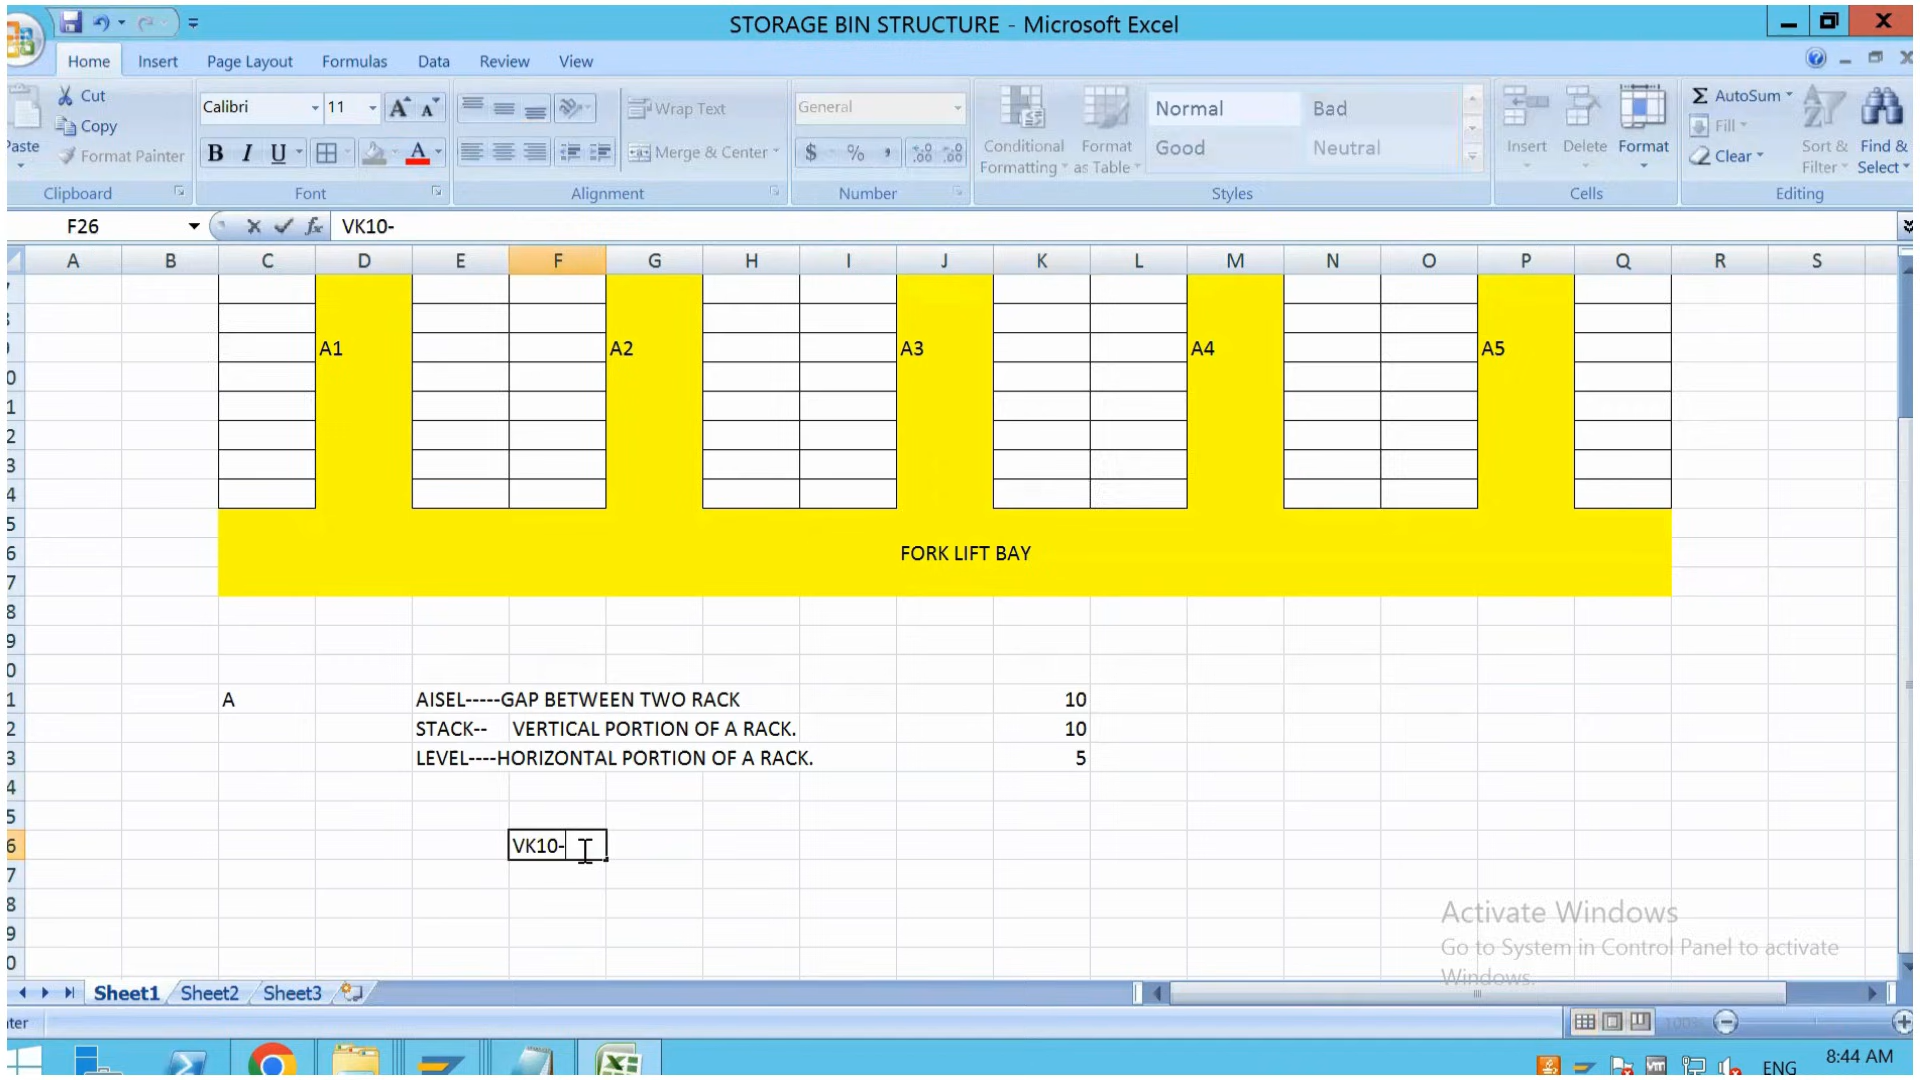 STORAGE BIN STRUCTURE - Microsoft Excel
Home Insert Page Layout Formulas Data Review View
Cut
Copy
Format Painter
Paste
Clipboard
Calibri 11
B I U
Font
Wrap Text
Merge & Center
Alignment
General
$ % ,
Number
Conditional Formatting
Format as Table
Normal Bad
Good Neutral
Styles
Insert Delete Format
Cells
AutoSum
Fill
Clear
Sort & Filter
Find & Select
Editing
F26 fx VK10-
A B C D E F G H I J K L M N O P Q R S
A1 A2 A3 A4 A5
FORK LIFT BAY
A AISEL-----GAP BETWEEN TWO RACK 10
STACK-- VERTICAL PORTION OF A RACK. 10
LEVEL----HORIZONTAL PORTION OF A RACK. 5
VK10-
Activate Windows
Go to System in Control Panel to activate
Windows.
Sheet1 Sheet2 Sheet3
100%
ENG
8:44 AM